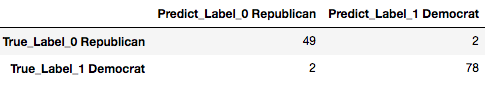 Predict_Label_0 Republican Predict_Label_1 Democrat
True_Label_0 Republican 49 2
True_Label_1 Democrat 2 78